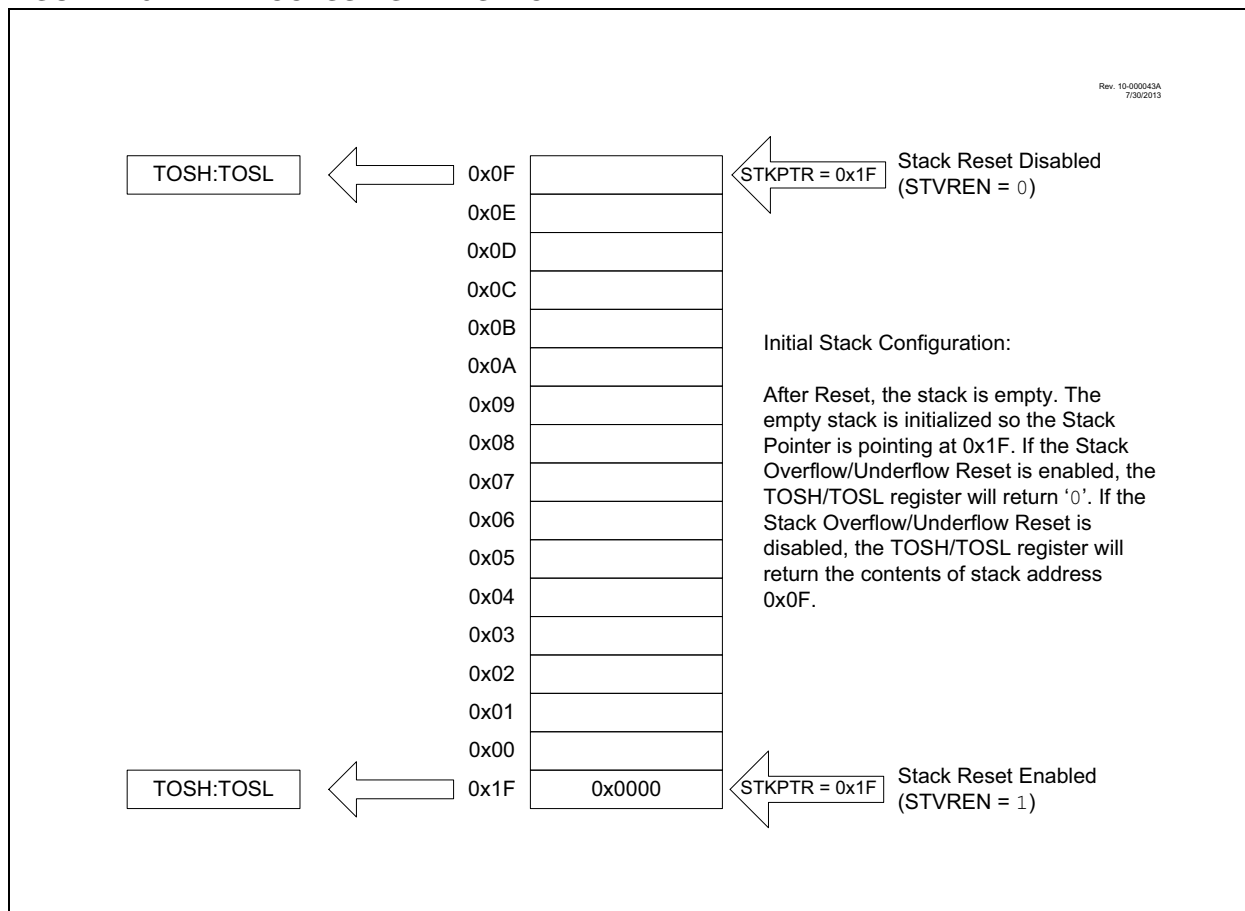 Rev. 10-000043A
7/30/2013
TOSH:TOSL
0x0F
STKPTR = 0x1F
Stack Reset Disabled
(STVREN = 0)
0x0E
0x0D
0x0C
0x0B
0x0A
0x09
0x08
0x07
0x06
0x05
0x04
0x03
0x02
0x01
0x00
Initial Stack Configuration:
After Reset, the stack is empty. The
empty stack is initialized so the Stack
Pointer is pointing at 0x1F. If the Stack
Overflow/Underflow Reset is enabled, the
TOSH/TOSL register will return ‘0’. If the
Stack Overflow/Underflow Reset is
disabled, the TOSH/TOSL register will
return the contents of stack address
0x0F.
TOSH:TOSL
0x1F
0x0000
STKPTR = 0x1F
Stack Reset Enabled
(STVREN = 1)